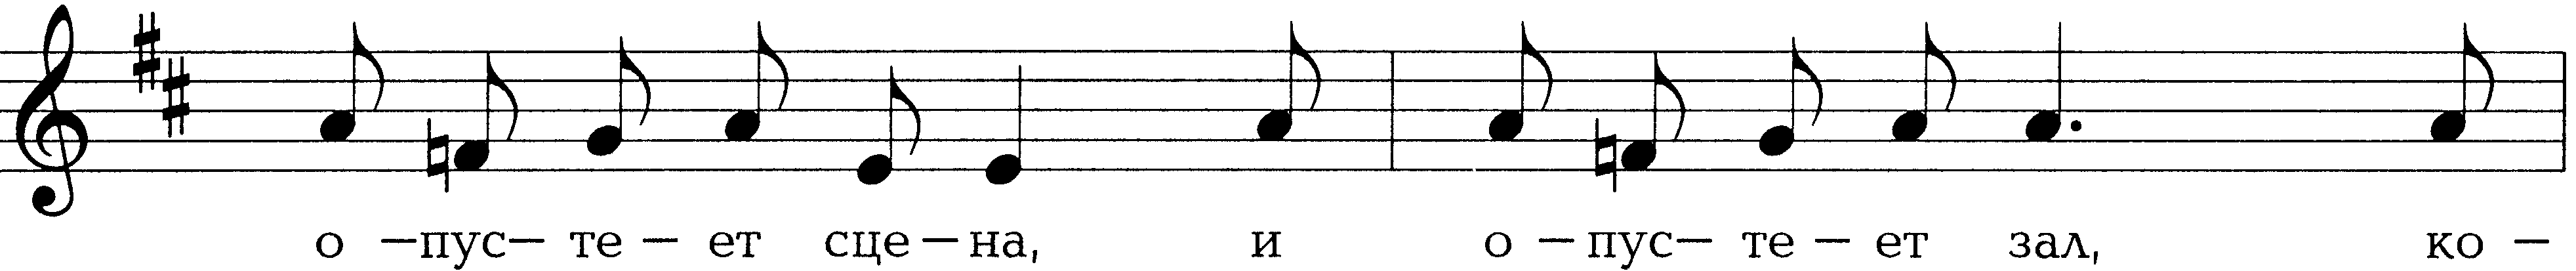 о —пус— те — ет сце — на, и о — пус— те — ет зал, ко —